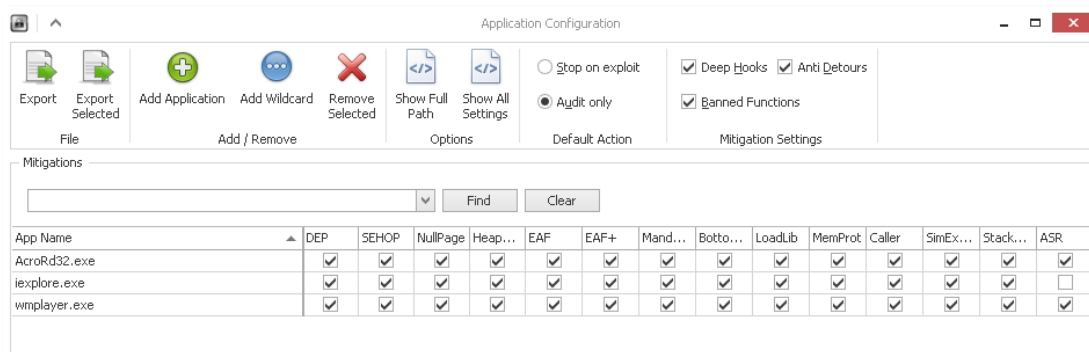 Application Configuration
Export
Export Selected
Add Application
Add Wildcard
Remove Selected
Show Full Path
Show All Settings
Stop on exploit
Audit only
Deep Hooks
Anti Detours
Banned Functions
File
Add / Remove
Options
Default Action
Mitigation Settings
Mitigations
Find
Clear
App Name DEP SEHOP NullPage Heap... EAF EAF+ Mand... Botto... LoadLib MemProt Caller SimEx... Stack... ASR
AcroRd32.exe
iexplore.exe
wmplayer.exe